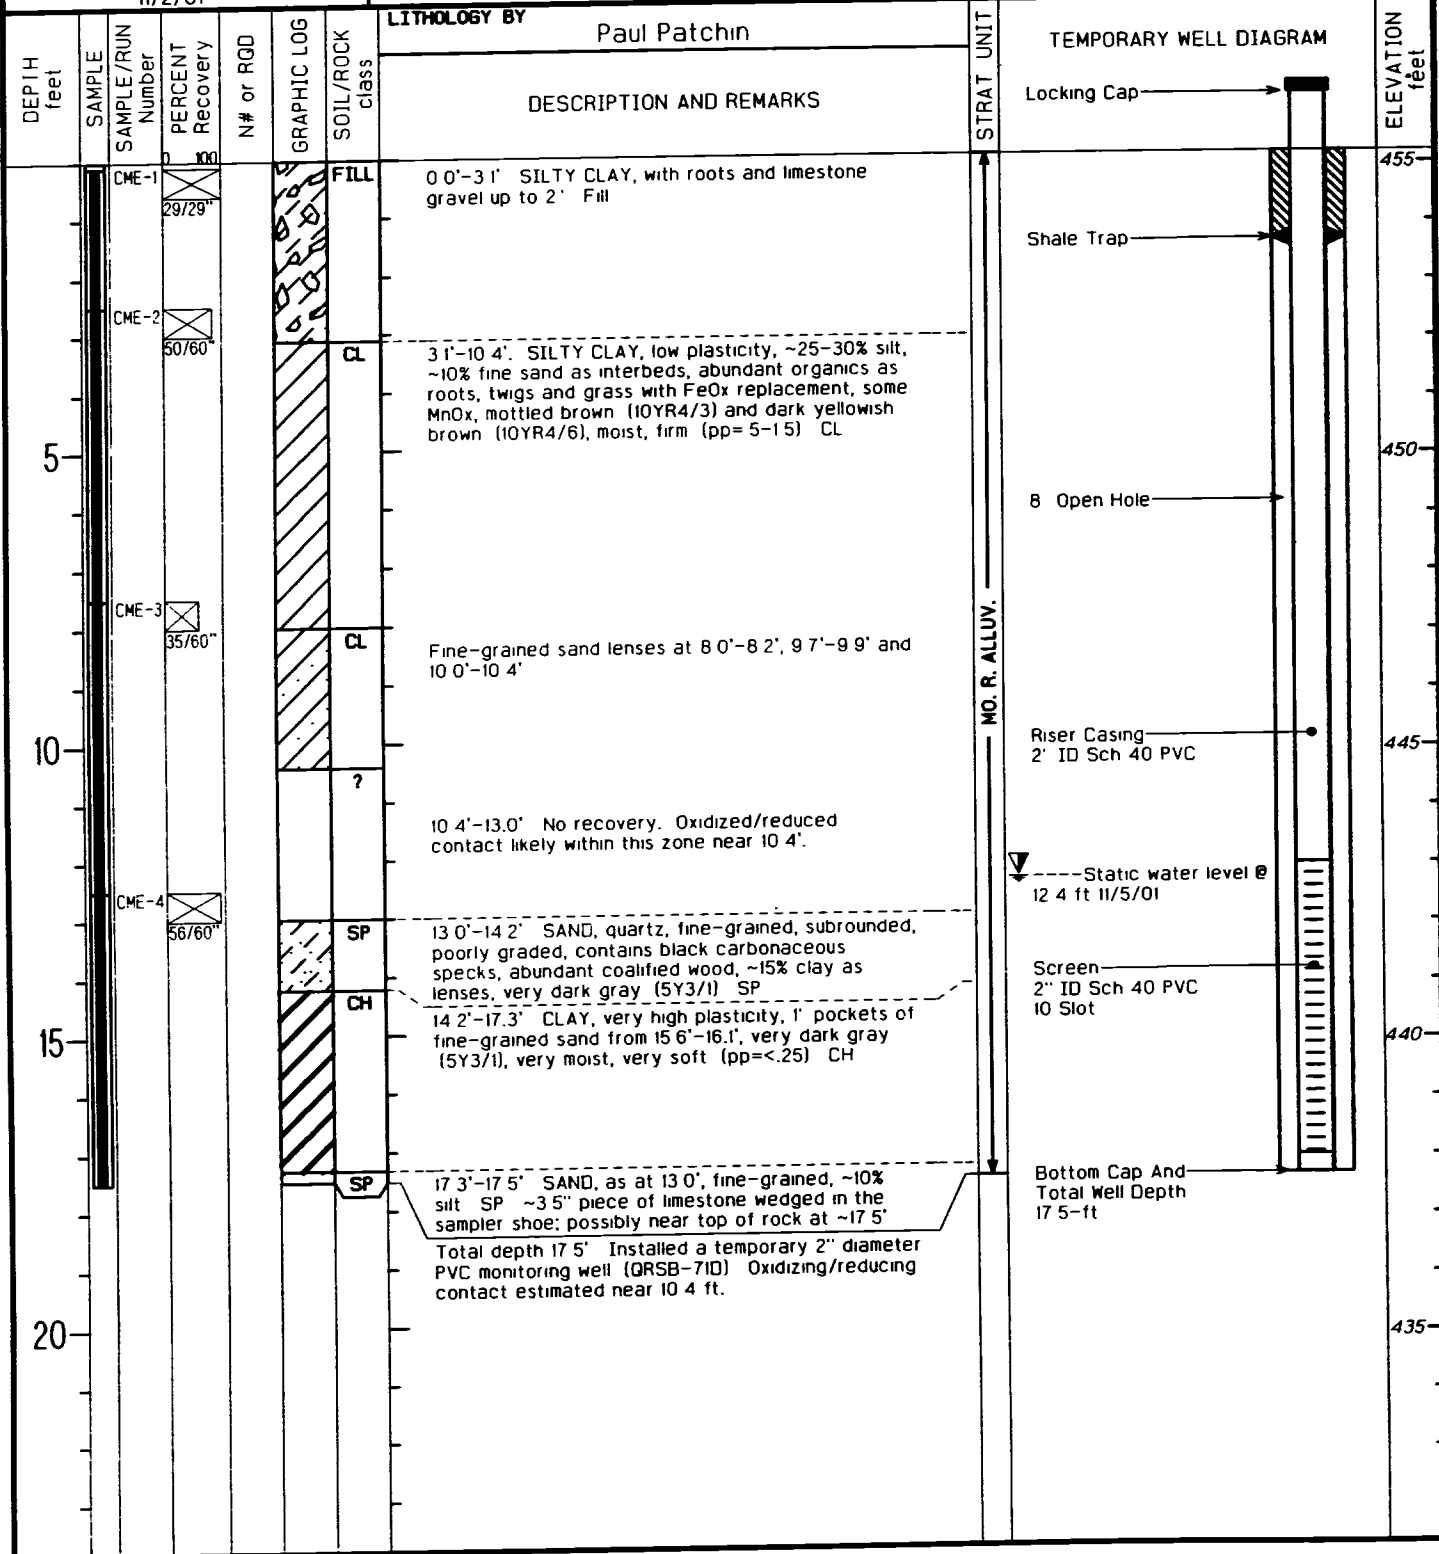 LITHOLOGY BY
Paul Patchin
DEPTH
feet
SAMPLE
SAMPLE/RUN
Number
PERCENT
Recovery
N# or RQD
GRAPHIC LOG
SOIL/ROCK
class
DESCRIPTION AND REMARKS
STRAT UNIT
TEMPORARY WELL DIAGRAM
ELEVATION
feet
0 100
Locking Cap
455
CME-1
29/29"
FILL
0 0'-3 1' SILTY CLAY, with roots and limestone
gravel up to 2' Fill
Shale Trap
CME-2
50/60"
CL
3 1'-10 4'. SILTY CLAY, low plasticity, ~25-30% silt,
~10% fine sand as interbeds, abundant organics as
roots, twigs and grass with FeOx replacement, some
MnOx, mottled brown (10YR4/3) and dark yellowish
brown (10YR4/6), moist, firm (pp= 5-1 5) CL
5
450
8 Open Hole
CME-3
35/60"
CL
Fine-grained sand lenses at 8 0'-8 2', 9 7'-9 9' and
10 0'-10 4'
MO. R. ALLUV.
Riser Casing
2' ID Sch 40 PVC
10
445
?
10 4'-13.0' No recovery. Oxidized/reduced
contact likely within this zone near 10 4'.
Static water level @
12 4 ft 11/5/01
CME-4
56/60"
SP
13 0'-14 2' SAND, quartz, fine-grained, subrounded,
poorly graded, contains black carbonaceous
specks, abundant coalified wood, ~15% clay as
lenses, very dark gray (5Y3/1) SP
Screen
2" ID Sch 40 PVC
10 Slot
CH
14 2'-17.3' CLAY, very high plasticity, 1' pockets of
fine-grained sand from 15 6'-16.1', very dark gray
(5Y3/1), very moist, very soft (pp=<.25) CH
15
440
SP
17 3'-17 5' SAND, as at 13 0', fine-grained, ~10%
silt SP ~3 5" piece of limestone wedged in the
sampler shoe; possibly near top of rock at ~17 5'
Bottom Cap And
Total Well Depth
17 5-ft
Total depth 17 5' Installed a temporary 2" diameter
PVC monitoring well (QRSB-71D) Oxidizing/reducing
contact estimated near 10 4 ft.
20
435